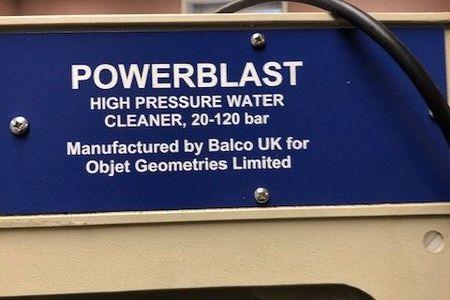 POWERBLAST
HIGH PRESSURE WATER
CLEANER, 20-120 bar
Manufactured by Balco UK for
Objet Geometries Limited